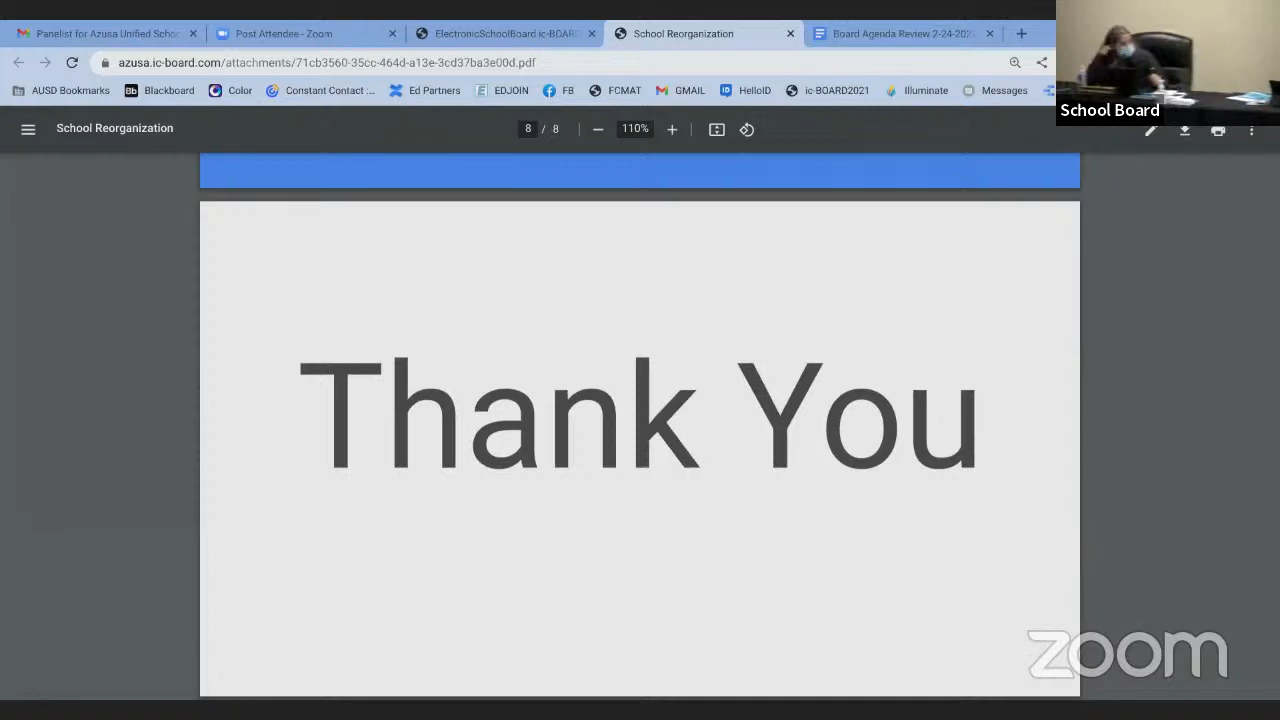 Panelist for Azusa Unified Schoo
Post Attendee - Zoom
ElectronicSchoolBoard ic-BOARD
School Reorganization
Board Agenda Review 2-24-202
azusa.ic-board.com/attachments/71cb3560-35cc-464d-a13e-3cd37ba3e00d.pdf
AUSD Bookmarks
Bb Blackboard
Color
Constant Contact :...
Ed Partners
EDJOIN
FB
FCMAT
GMAIL
HelloID
ic-BOARD2021
Illuminate
Messages
School Board
School Reorganization
8 / 8
110%
Thank You
zoom